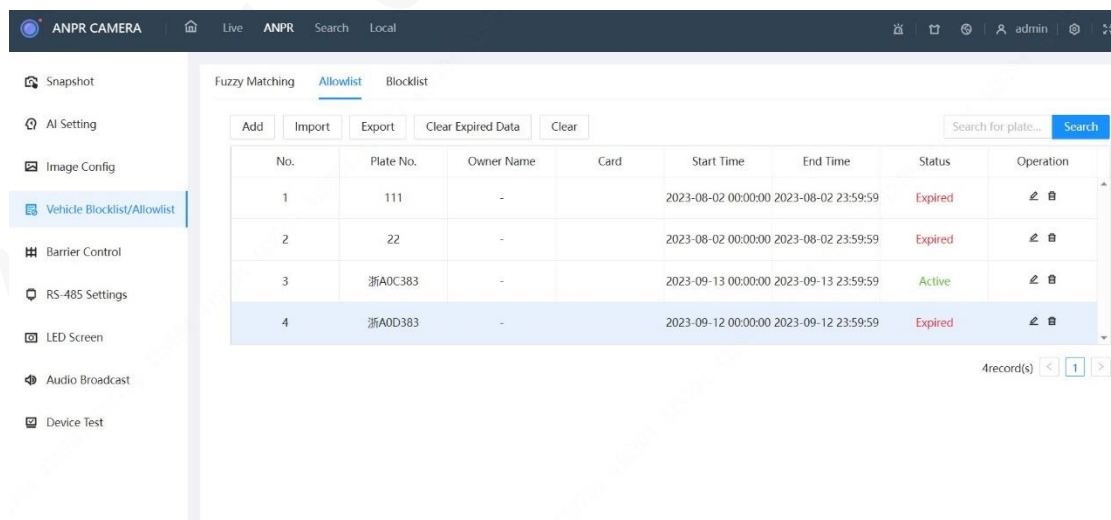 ANPR CAMERA Live ANPR Search Local admin
Snapshot
AI Setting
Image Config
Vehicle Blocklist/Allowlist
Barrier Control
RS-485 Settings
LED Screen
Audio Broadcast
Device Test
Fuzzy Matching Allowlist Blocklist
Add Import Export Clear Expired Data Clear Search for plate... Search
No. Plate No. Owner Name Card Start Time End Time Status Operation
1 111 - 2023-08-02 00:00:00 2023-08-02 23:59:59 Expired
2 22 - 2023-08-02 00:00:00 2023-08-02 23:59:59 Expired
3 浙A0C383 - 2023-09-13 00:00:00 2023-09-13 23:59:59 Active
4 浙A0D383 - 2023-09-12 00:00:00 2023-09-12 23:59:59 Expired
4record(s) < 1 >